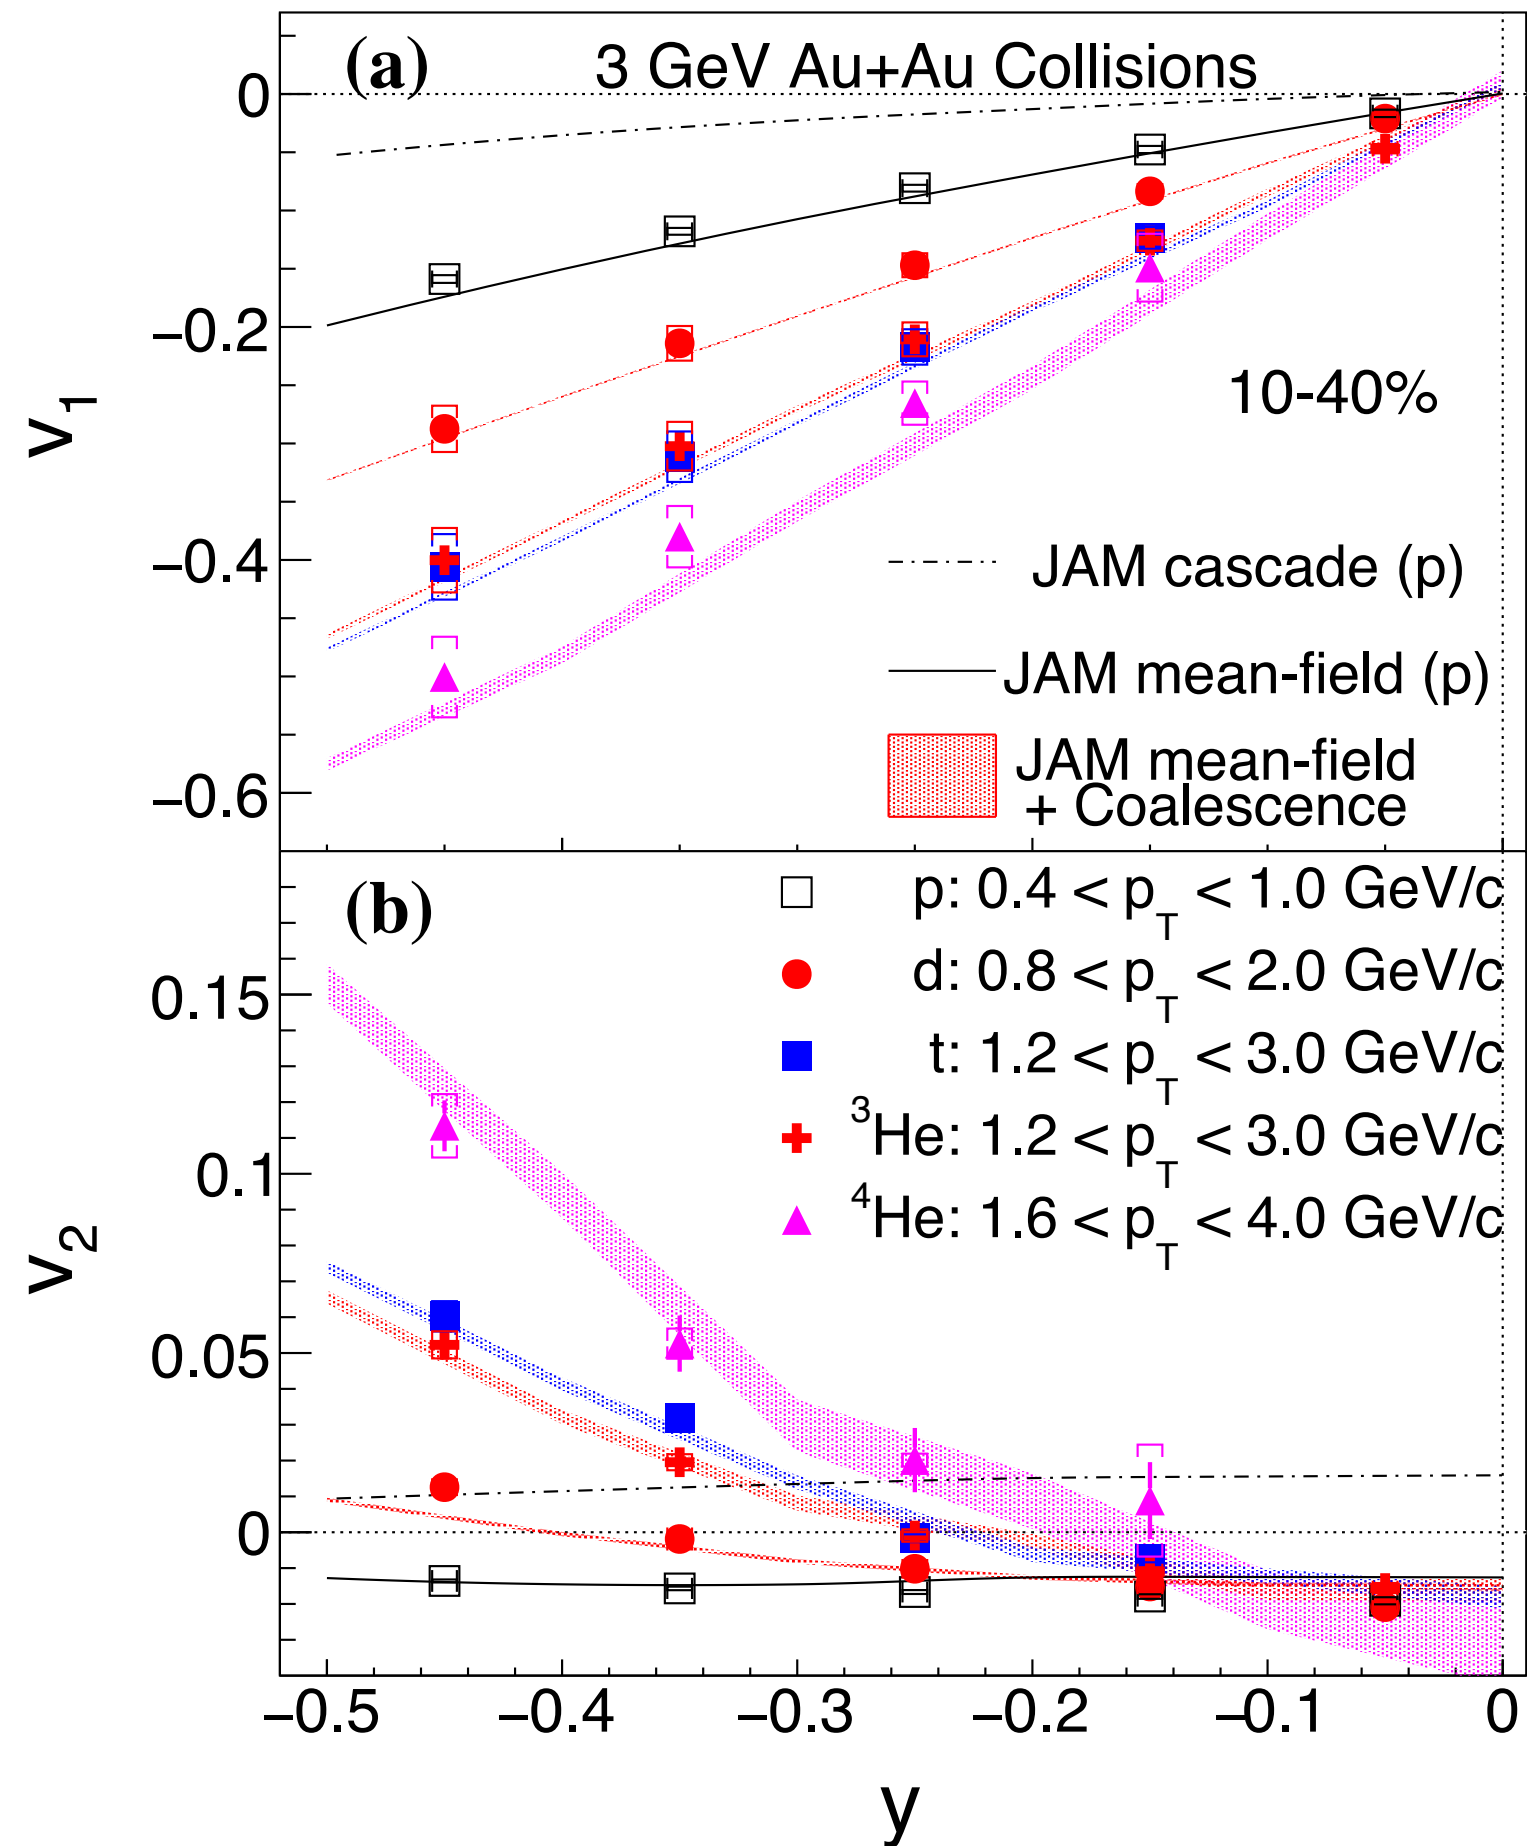 (a) 3 GeV Au+Au Collisions
0
−0.2
−0.4
−0.6
v1
10-40%
JAM cascade (p)
JAM mean-field (p)
JAM mean-field
+ Coalescence
(b)
0.15
0.1
0.05
0
v2
p: 0.4 < pT < 1.0 GeV/c
d: 0.8 < pT < 2.0 GeV/c
t: 1.2 < pT < 3.0 GeV/c
³He: 1.2 < pT < 3.0 GeV/c
⁴He: 1.6 < pT < 4.0 GeV/c
−0.5 −0.4 −0.3 −0.2 −0.1 0
y